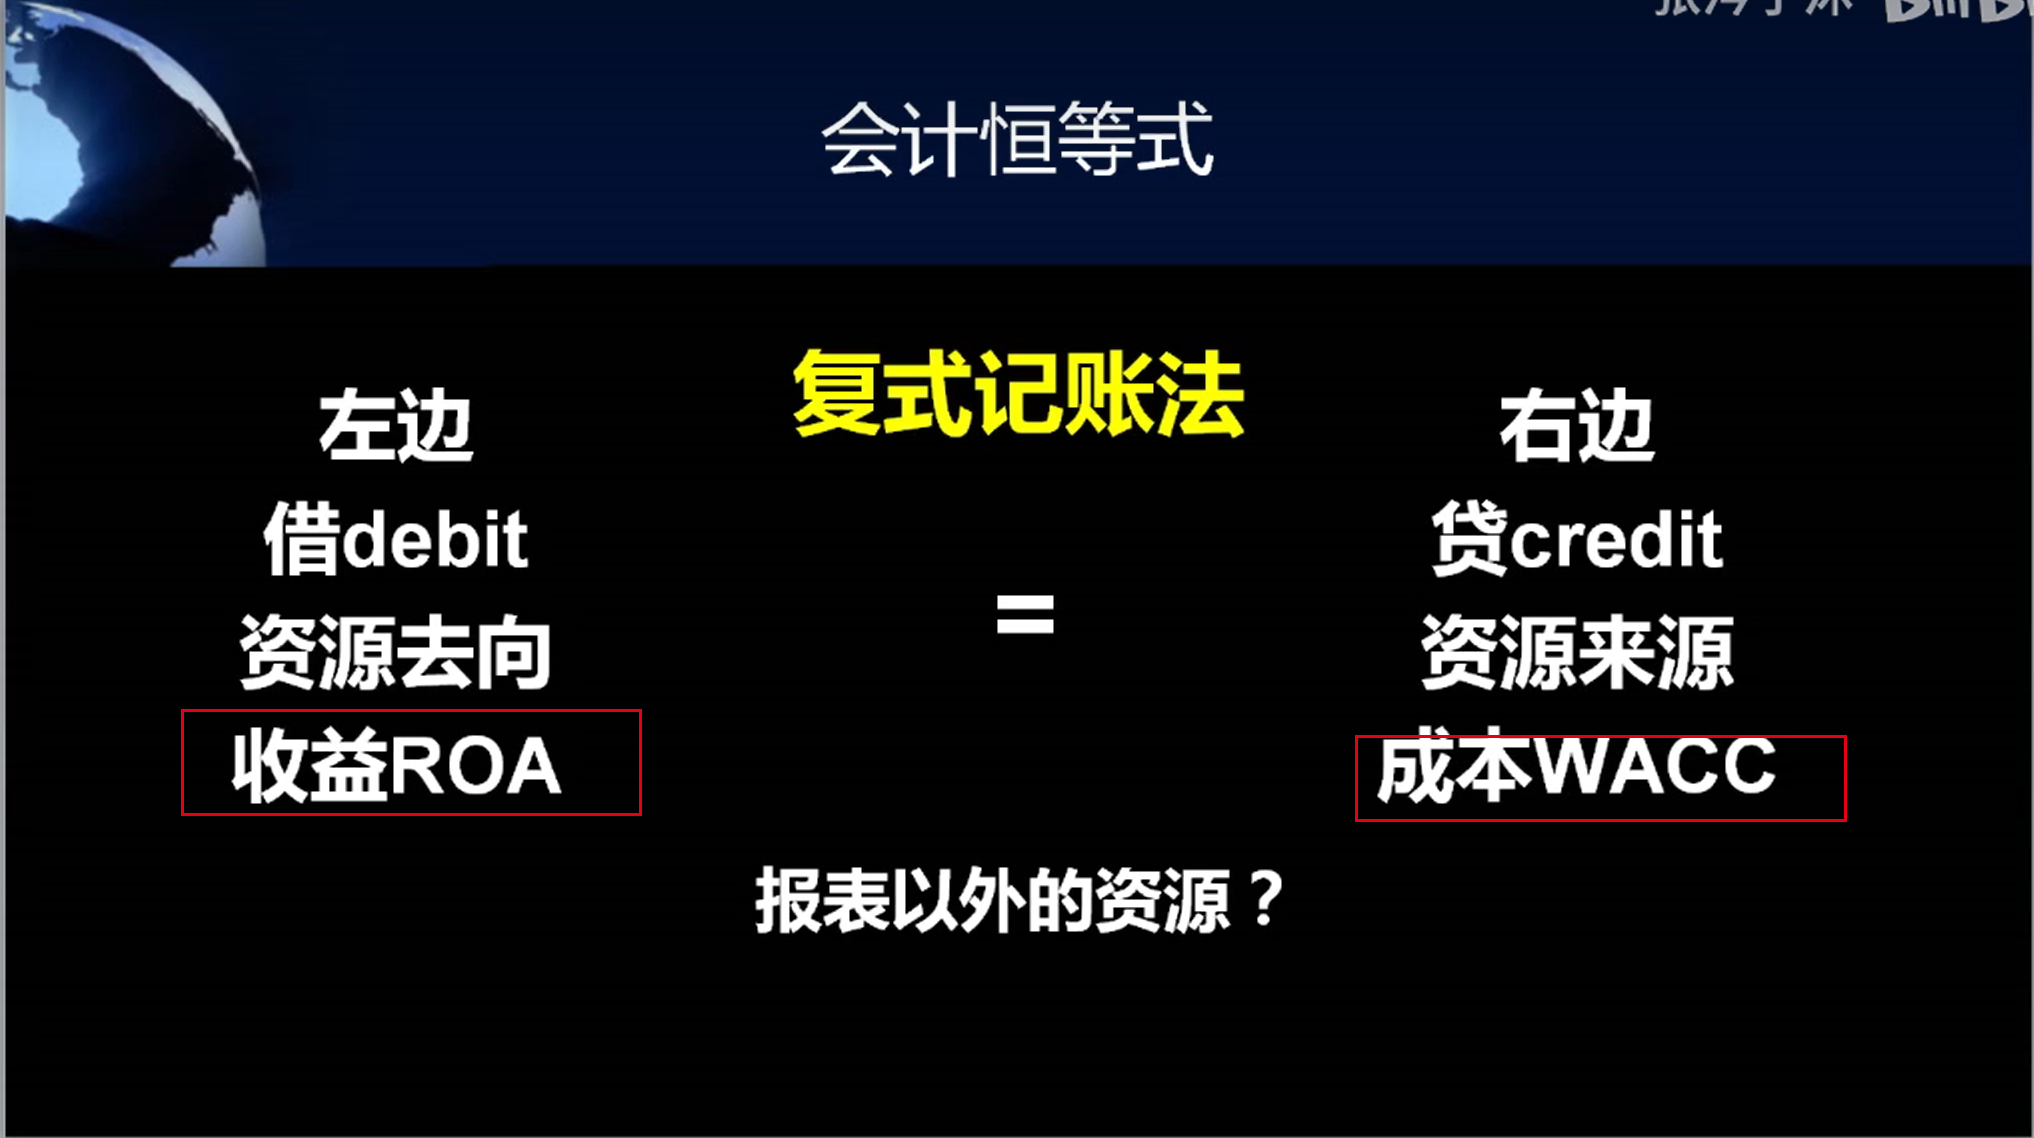 会计恒等式
复式记账法
左边
借debit
资源去向
收益ROA
=
右边
贷credit
资源来源
成本WACC
报表以外的资源？